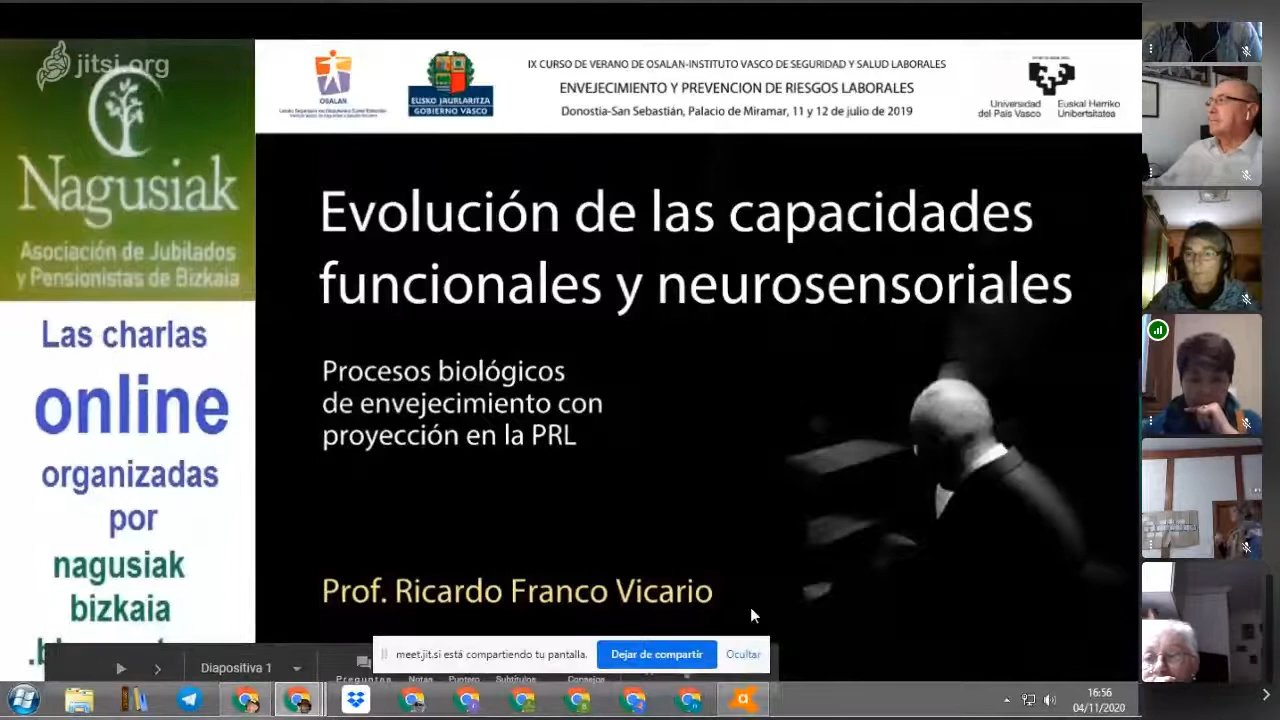 jitsi.org
Nagusiak
Asociación de Jubilados
y Pensionistas de Bizkaia
Las charlas
online
organizadas
por
nagusiak
bizkaia
OSALAN
EUSKO JAURLARITZA
GOBIERNO VASCO
IX CURSO DE VERANO DE OSALAN-INSTITUTO VASCO DE SEGURIDAD Y SALUD LABORALES
ENVEJECIMIENTO Y PREVENCION DE RIESGOS LABORALES
Donostia-San Sebastián, Palacio de Miramar, 11 y 12 de julio de 2019
Universidad Euskal Herriko
del País Vasco Unibertsitatea
Evolución de las capacidades
funcionales y neurosensoriales
Procesos biológicos
de envejecimiento con
proyección en la PRL
Prof. Ricardo Franco Vicario
meet.jit.si está compartiendo tu pantalla. Dejar de compartir Ocultar
Diapositiva 1
Preguntas Notas Puntero Subtítulos Consejos
16:56
04/11/2020